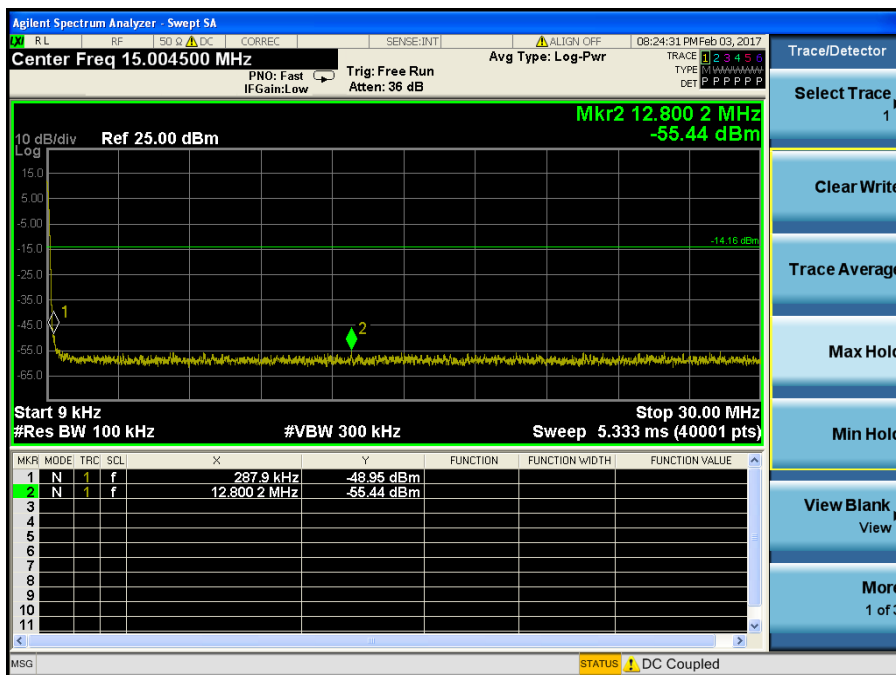 Agilent Spectrum Analyzer - Swept SA
LXI RL RF 50 Ω DC CORREC SENSE:INT ALIGN OFF 08:24:31 PM Feb 03, 2017
Center Freq 15.004500 MHz
PNO: Fast
IFGain:Low
Trig: Free Run
Atten: 36 dB
Avg Type: Log-Pwr
TRACE 1 2 3 4 5 6
TYPE M W W W W W
DET P P P P P P
Mkr2 12.800 2 MHz
-55.44 dBm
10 dB/div Ref 25.00 dBm
Log
15.0
5.00
-5.00
-14.16 dBm
-15.0
-25.0
-35.0
1
-45.0
2
-55.0
-65.0
Start 9 kHz Stop 30.00 MHz
#Res BW 100 kHz #VBW 300 kHz Sweep 5.333 ms (40001 pts)
MKR MODE TRC SCL X Y FUNCTION FUNCTION WIDTH FUNCTION VALUE
1 N 1 f 287.9 kHz -48.95 dBm
2 N 1 f 12.800 2 MHz -55.44 dBm
3
4
5
6
7
8
9
10
11
MSG STATUS DC Coupled
Trace/Detector
Select Trace
1
Clear Write
Trace Average
Max Hold
Min Hold
View Blank
View
More
1 of 3